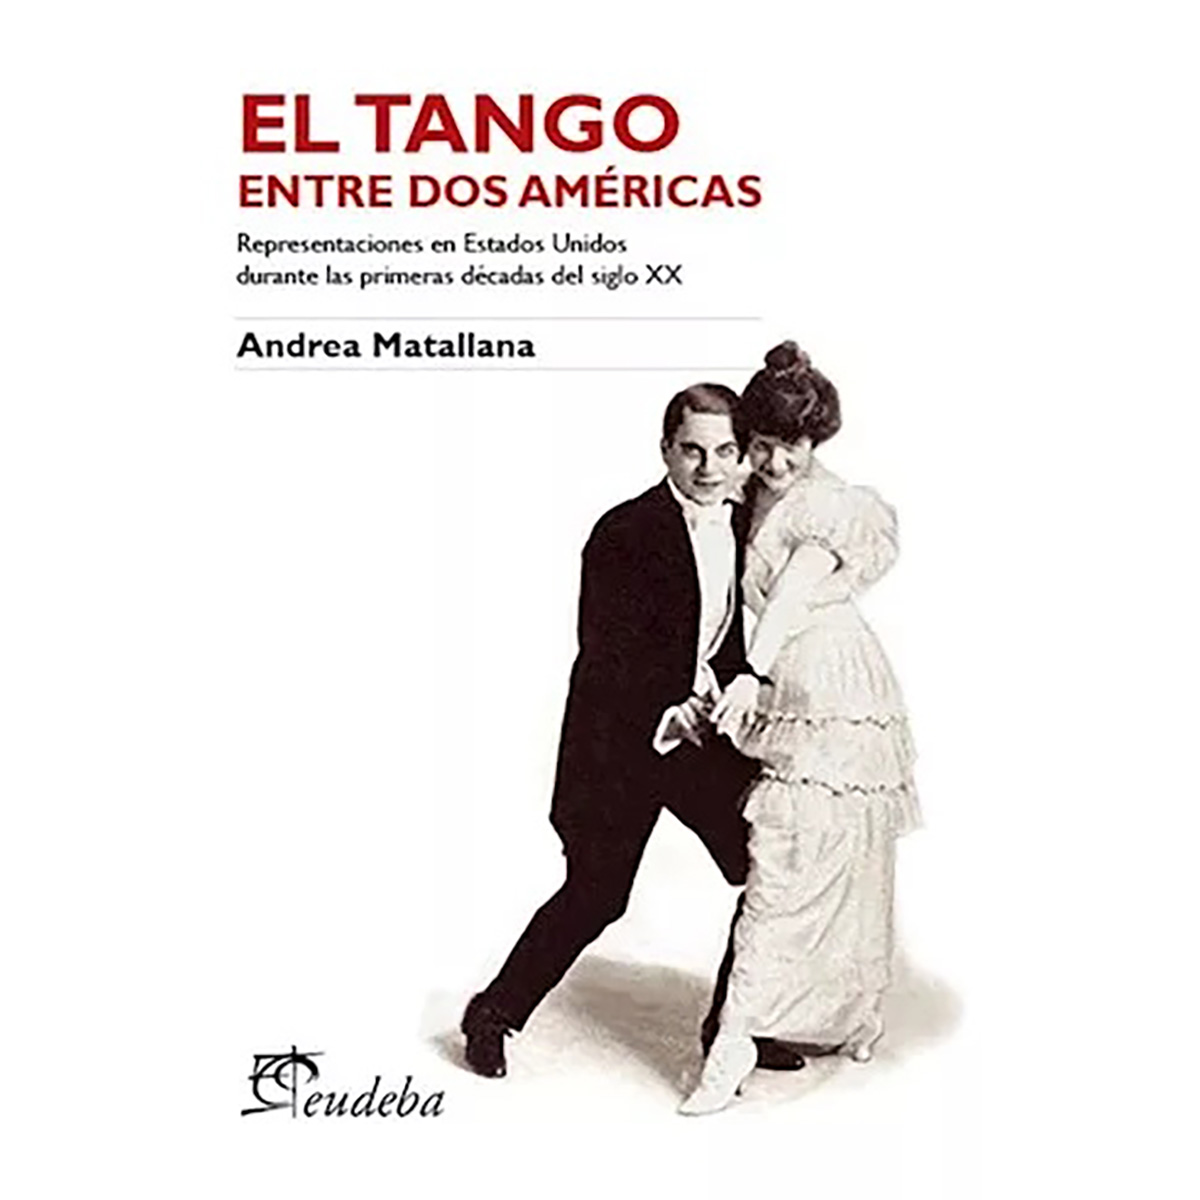 EL TANGO
ENTRE DOS AMÉRICAS
Representaciones en Estados Unidos
durante las primeras décadas del siglo XX
Andrea Matallana
eudeba